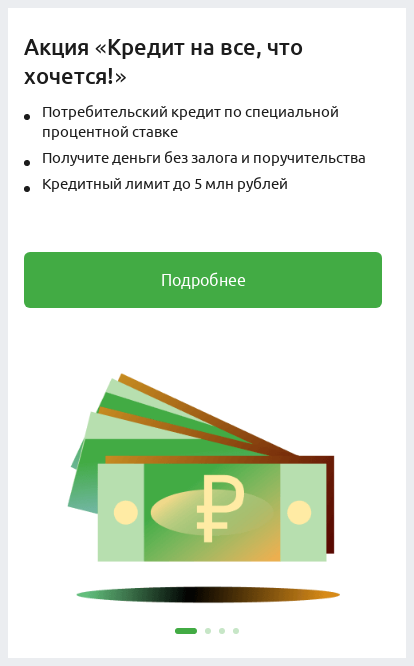 Акция «Кредит на все, что
хочется!»
Потребительский кредит по специальной
процентной ставке
Получите деньги без залога и поручительства
Кредитный лимит до 5 млн рублей
Подробнее
₽